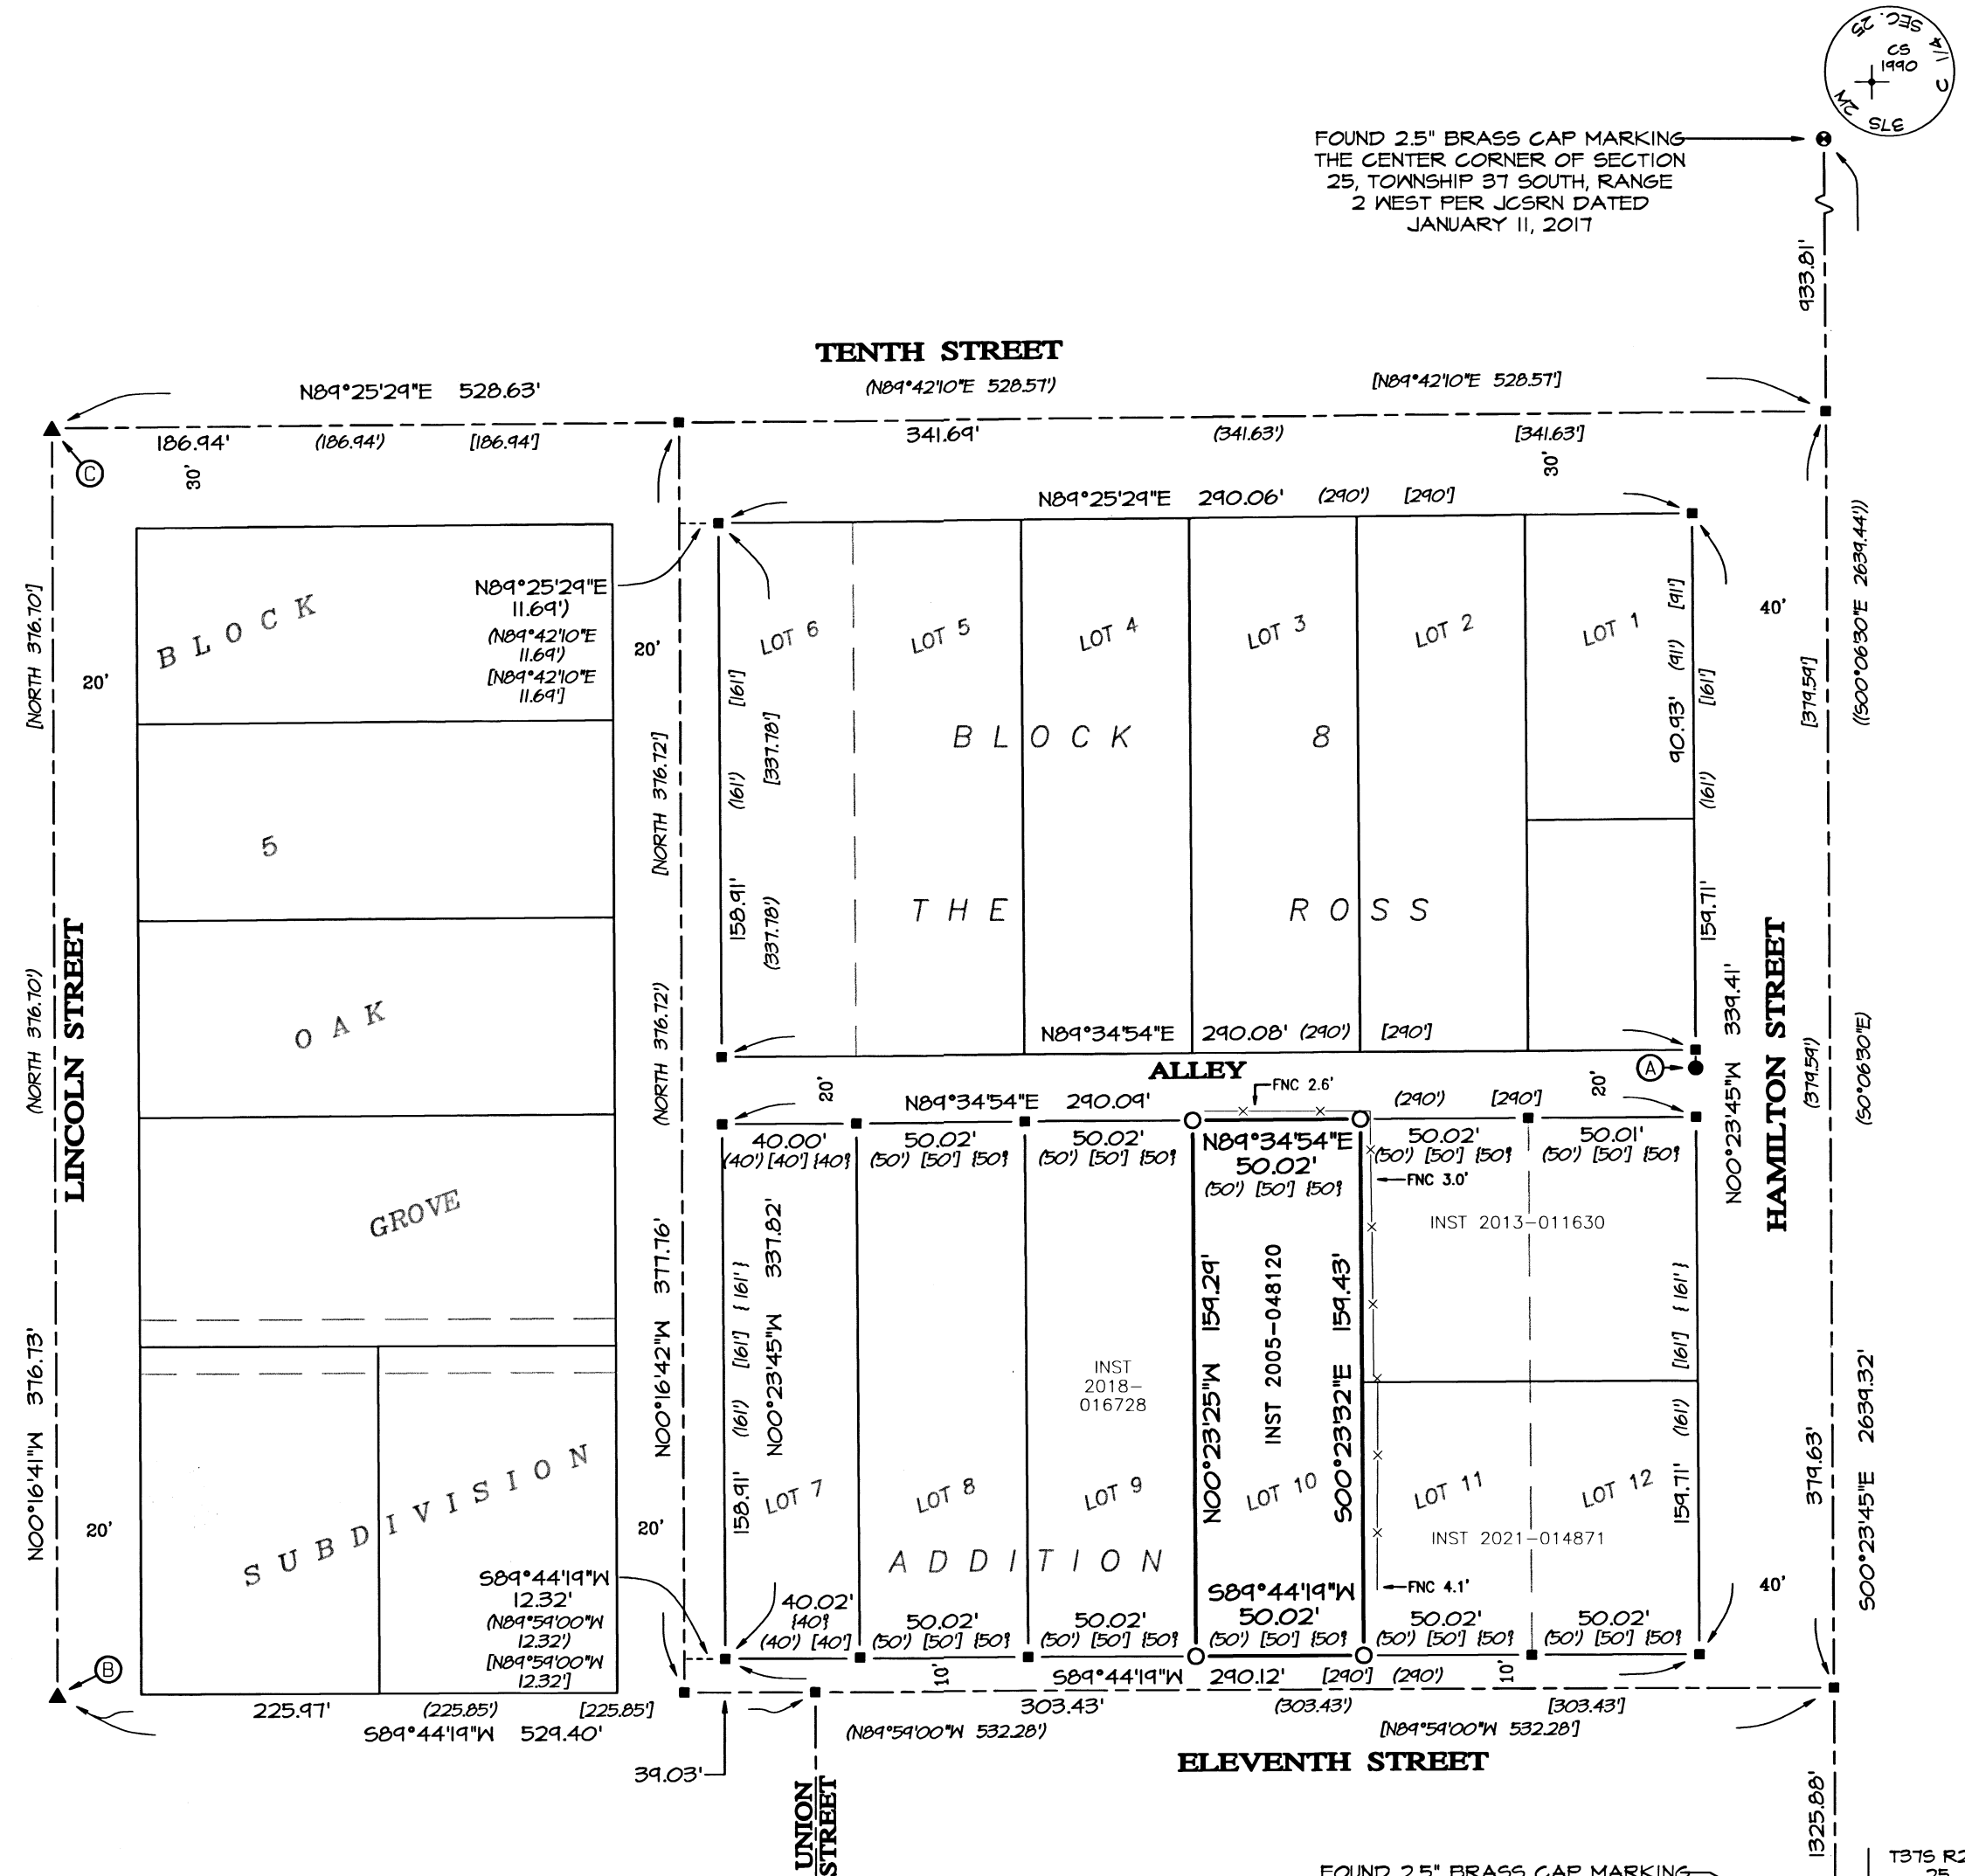 C 1/4 SEC. 25
CS
1990
37S 2W
FOUND 2.5" BRASS CAP MARKING
THE CENTER CORNER OF SECTION
25, TOWNSHIP 37 SOUTH, RANGE
2 WEST PER JCSRN DATED
JANUARY 11, 2017
933.81'
TENTH STREET
N89°25'29"E 528.63'
(N89°42'10"E 528.57')
[N89°42'10"E 528.57']
186.94'
(186.94')
[186.94']
341.69'
(341.63')
[341.63']
C
30'
30'
N89°25'29"E 290.06' (290') [290']
[NORTH 376.70']
(NORTH 376.70')
LINCOLN STREET
N00°16'41"W 376.73'
20'
20'
B
BLOCK
5
OAK
GROVE
SUBDIVISION
N89°25'29"E
11.69')
(N89°42'10"E
11.69')
[N89°42'10"E
11.69']
20'
[NORTH 376.72']
(NORTH 376.72')
N00°16'42"W 377.76'
20'
LOT 6
LOT 5
LOT 4
LOT 3
LOT 2
LOT 1
[161']
(161')
158.91'
[337.78']
(337.78')
BLOCK 8
THE ROSS
90.93' (91') [91']
[161']
(161')
159.71'
40'
[379.59']
((S00°06'30"E 2639.44'))
N00°23'45"W 339.41'
HAMILTON STREET
(379.59')
(S0°06'30"E)
N89°34'54"E 290.08' (290') [290']
ALLEY
A
20'
20'
FNC 2.6'
N89°34'54"E 290.09'
(290') [290']
40.00'
(40') [40'] {40'}
50.02'
(50') [50'] {50'}
50.02'
(50') [50'] {50'}
N89°34'54"E
50.02'
(50') [50'] {50'}
50.02'
(50') [50'] {50'}
50.01'
(50') [50'] {50'}
FNC 3.0'
INST 2013-011630
158.91' (161') [161'] {161'}
N00°23'45"W 337.82'
INST
2018-
016728
N00°23'25"W 159.29'
INST 2005-048120
S00°23'32"E 159.43'
159.71' (161') [161'] {161'}
379.63'
S00°23'45"E 2639.32'
LOT 7
LOT 8
LOT 9
LOT 10
LOT 11
LOT 12
INST 2021-014871
ADDITION
FNC 4.1'
40'
S89°44'19"W
12.32'
(N89°59'00"W
12.32')
[N89°59'00"W
12.32']
40.02'
{40'}
(40') [40']
50.02'
(50') [50'] {50'}
50.02'
(50') [50'] {50'}
S89°44'19"W
50.02'
(50') [50'] {50'}
50.02'
(50') [50'] {50'}
50.02'
(50') [50'] {50'}
10'
S89°44'19"W 290.12' [290'] (290')
10'
225.97'
(225.85')
[225.85']
303.43'
(303.43')
[303.43']
S89°44'19"W 529.40'
(N89°59'00"W 532.28')
[N89°59'00"W 532.28']
ELEVENTH STREET
39.03'
UNION
STREET
1325.88'
FOUND 2.5" BRASS CAP MARKING
T37S R2
25